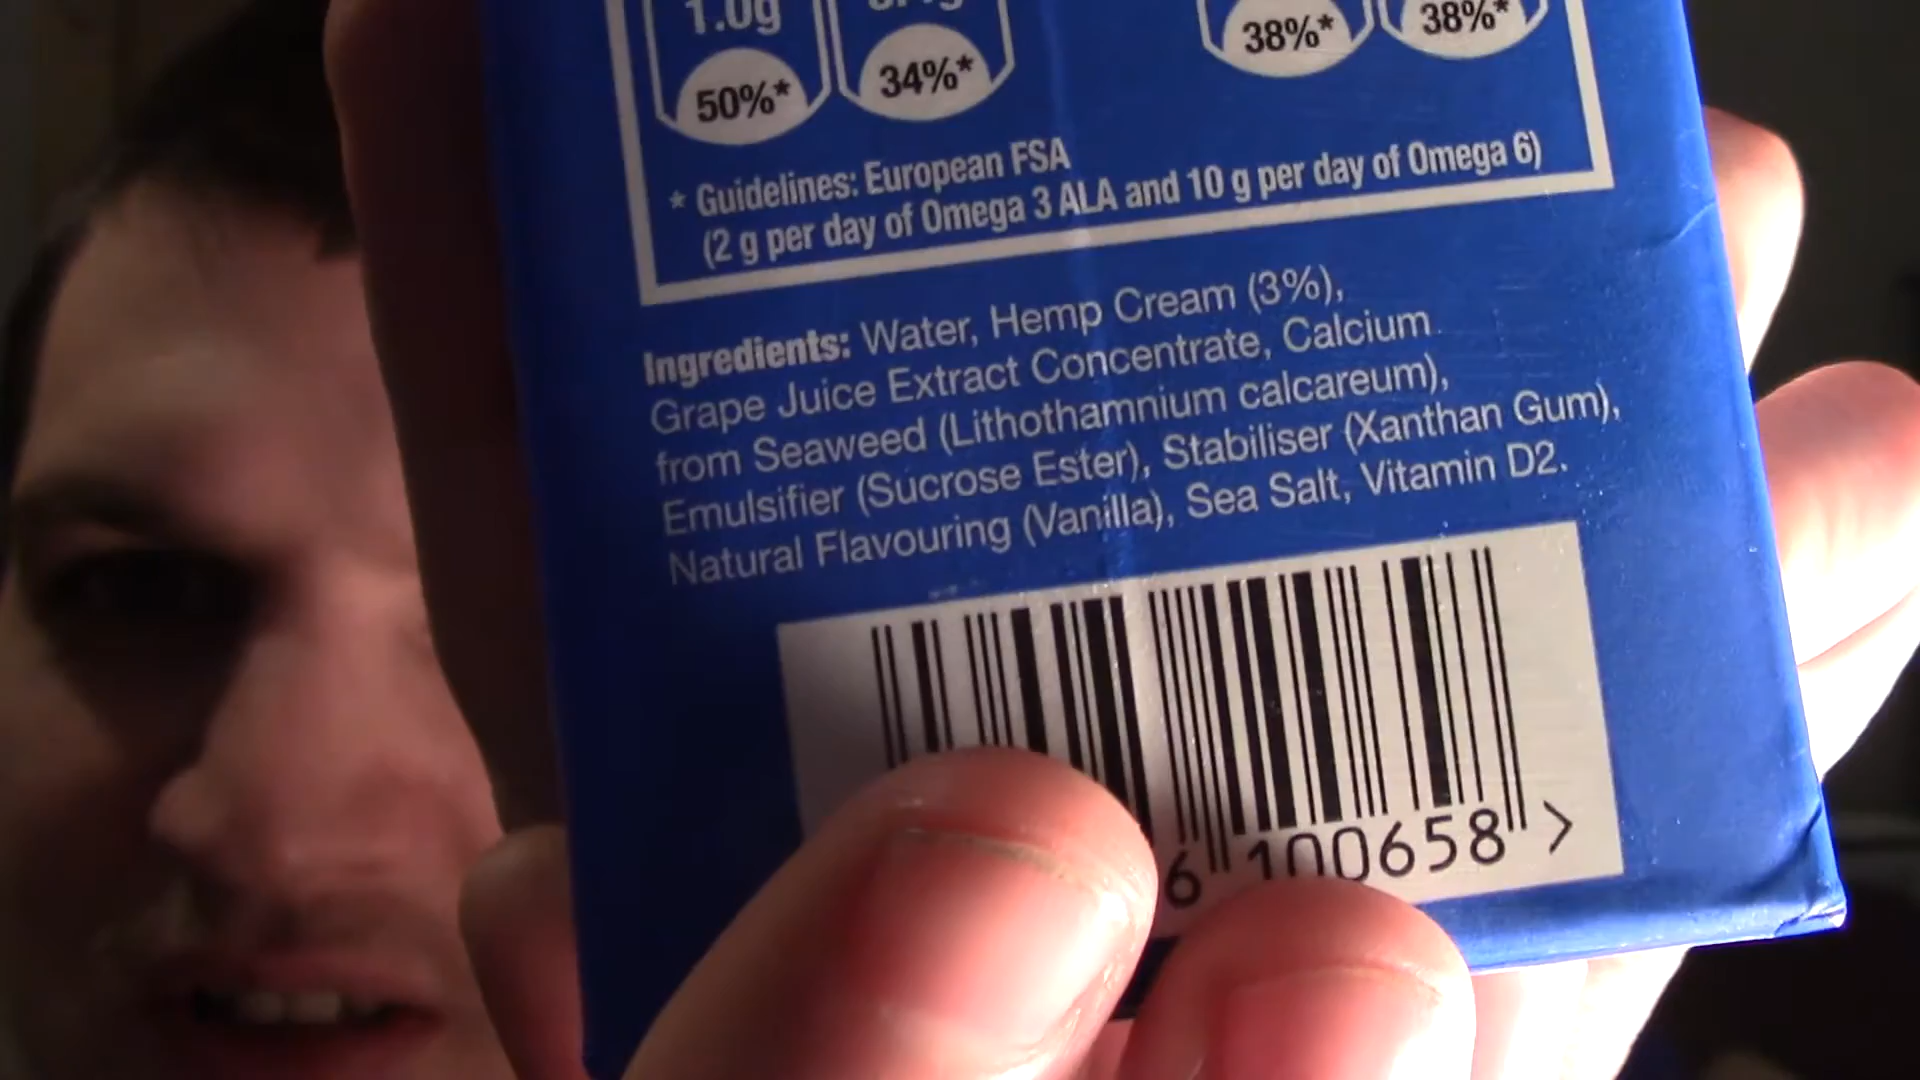 1.0g
50%* 34%* 38%* 38%*
* Guidelines: European FSA
(2 g per day of Omega 3 ALA and 10 g per day of Omega 6)
Ingredients: Water, Hemp Cream (3%),
Grape Juice Extract Concentrate, Calcium
from Seaweed (Lithothamnium calcareum),
Emulsifier (Sucrose Ester), Stabiliser (Xanthan Gum),
Natural Flavouring (Vanilla), Sea Salt, Vitamin D2.
6 100658 >